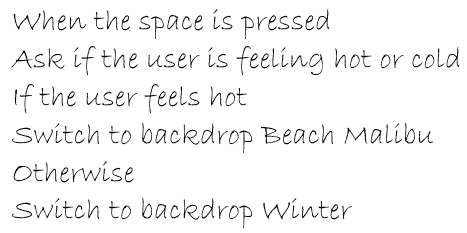 When the space is pressed
Ask if the user is feeling hot or cold
If the user feels hot
Switch to backdrop Beach Malibu
Otherwise
Switch to backdrop Winter